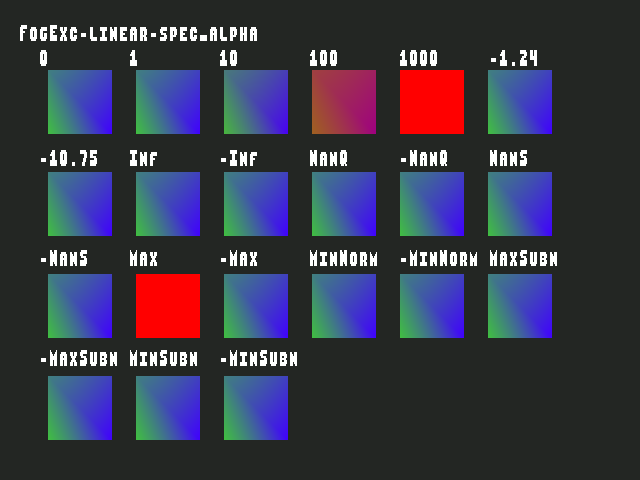 FogExc-linear-spec_alpha
0 1 10 100 1000 -1.24
-10.75 Inf -Inf NanQ -NanQ NanS
-NanS Max -Max MinNorm -MinNorm MaxSubN
-MaxSubN MinSubN -MinSubN